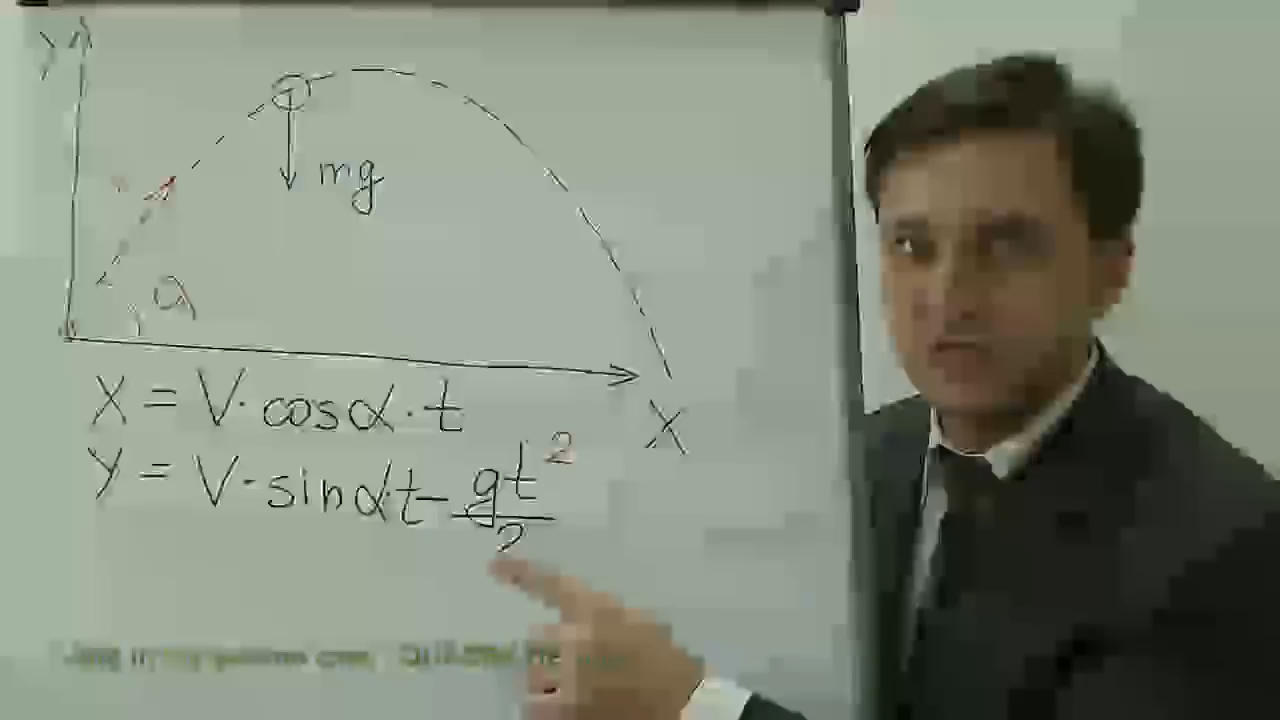 y
mg
α
x = V · cosα · t
X
y = V · sinα · t - gt²/2